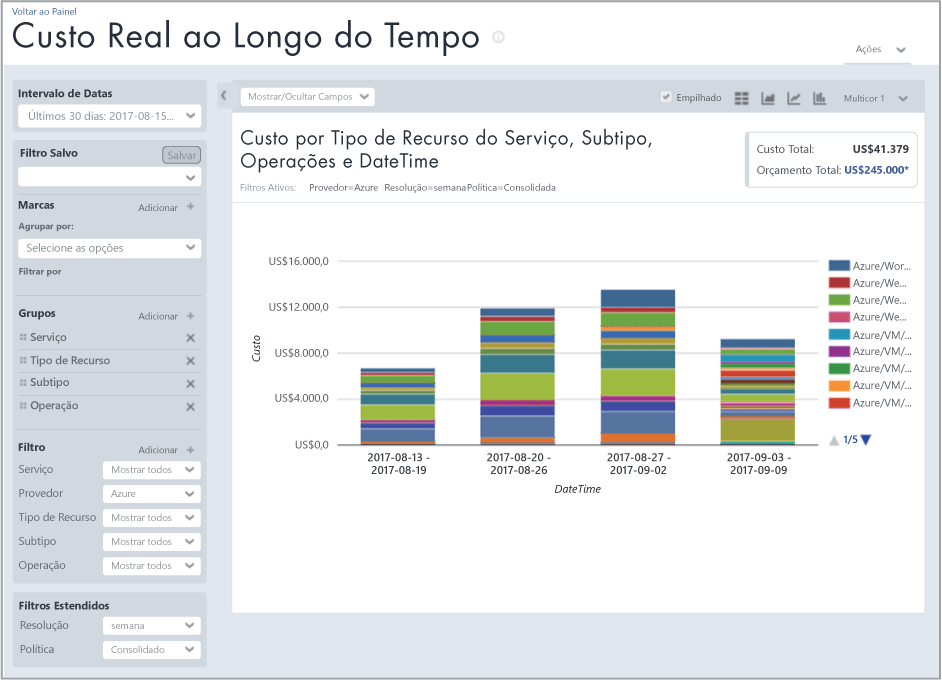 Voltar ao Painel
Custo Real ao Longo do Tempo
Ações
Intervalo de Datas
Últimos 30 dias: 2017-08-15...
Filtro Salvo
Salvar
Marcas
Adicionar +
Agrupar por:
Selecione as opções
Filtrar por
Grupos
Adicionar +
Serviço
Tipo de Recurso
Subtipo
Operação
Filtro
Adicionar +
Serviço
Mostrar todos
Provedor
Azure
Tipo de Recurso
Mostrar todos
Subtipo
Mostrar todos
Operação
Mostrar todos
Filtros Estendidos
Resolução
semana
Política
Consolidado
Mostrar/Ocultar Campos
Empilhado
Multicor 1
Custo por Tipo de Recurso do Serviço, Subtipo,
Operações e DateTime
Filtros Ativos: Provedor=Azure Resolução=semanaPolítica=Consolidada
Custo Total: US$41.379
Orçamento Total: US$245.000*
Custo
US$16.000,0
US$12.000,0
US$8.000,0
US$4.000,0
US$0,0
2017-08-13 -
2017-08-19
2017-08-20 -
2017-08-26
2017-08-27 -
2017-09-02
2017-09-03 -
2017-09-09
DateTime
Azure/Wor...
Azure/We...
Azure/We...
Azure/We...
Azure/VM/...
Azure/VM/...
Azure/VM/...
Azure/VM/...
Azure/VM/...
1/5